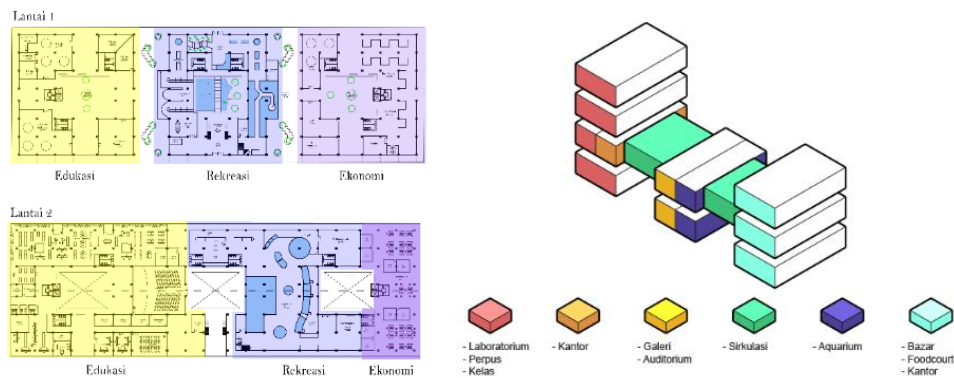 Lantai 1
Edukasi
Rekreasi
Ekonomi
Lantai 2
Edukasi
Rekreasi
Ekonomi
- Laboratorium
- Perpus
- Kelas
- Kantor
- Galeri
- Auditorium
- Sirkulasi
- Aquarium
- Bazar
- Foodcourt
- Kantor